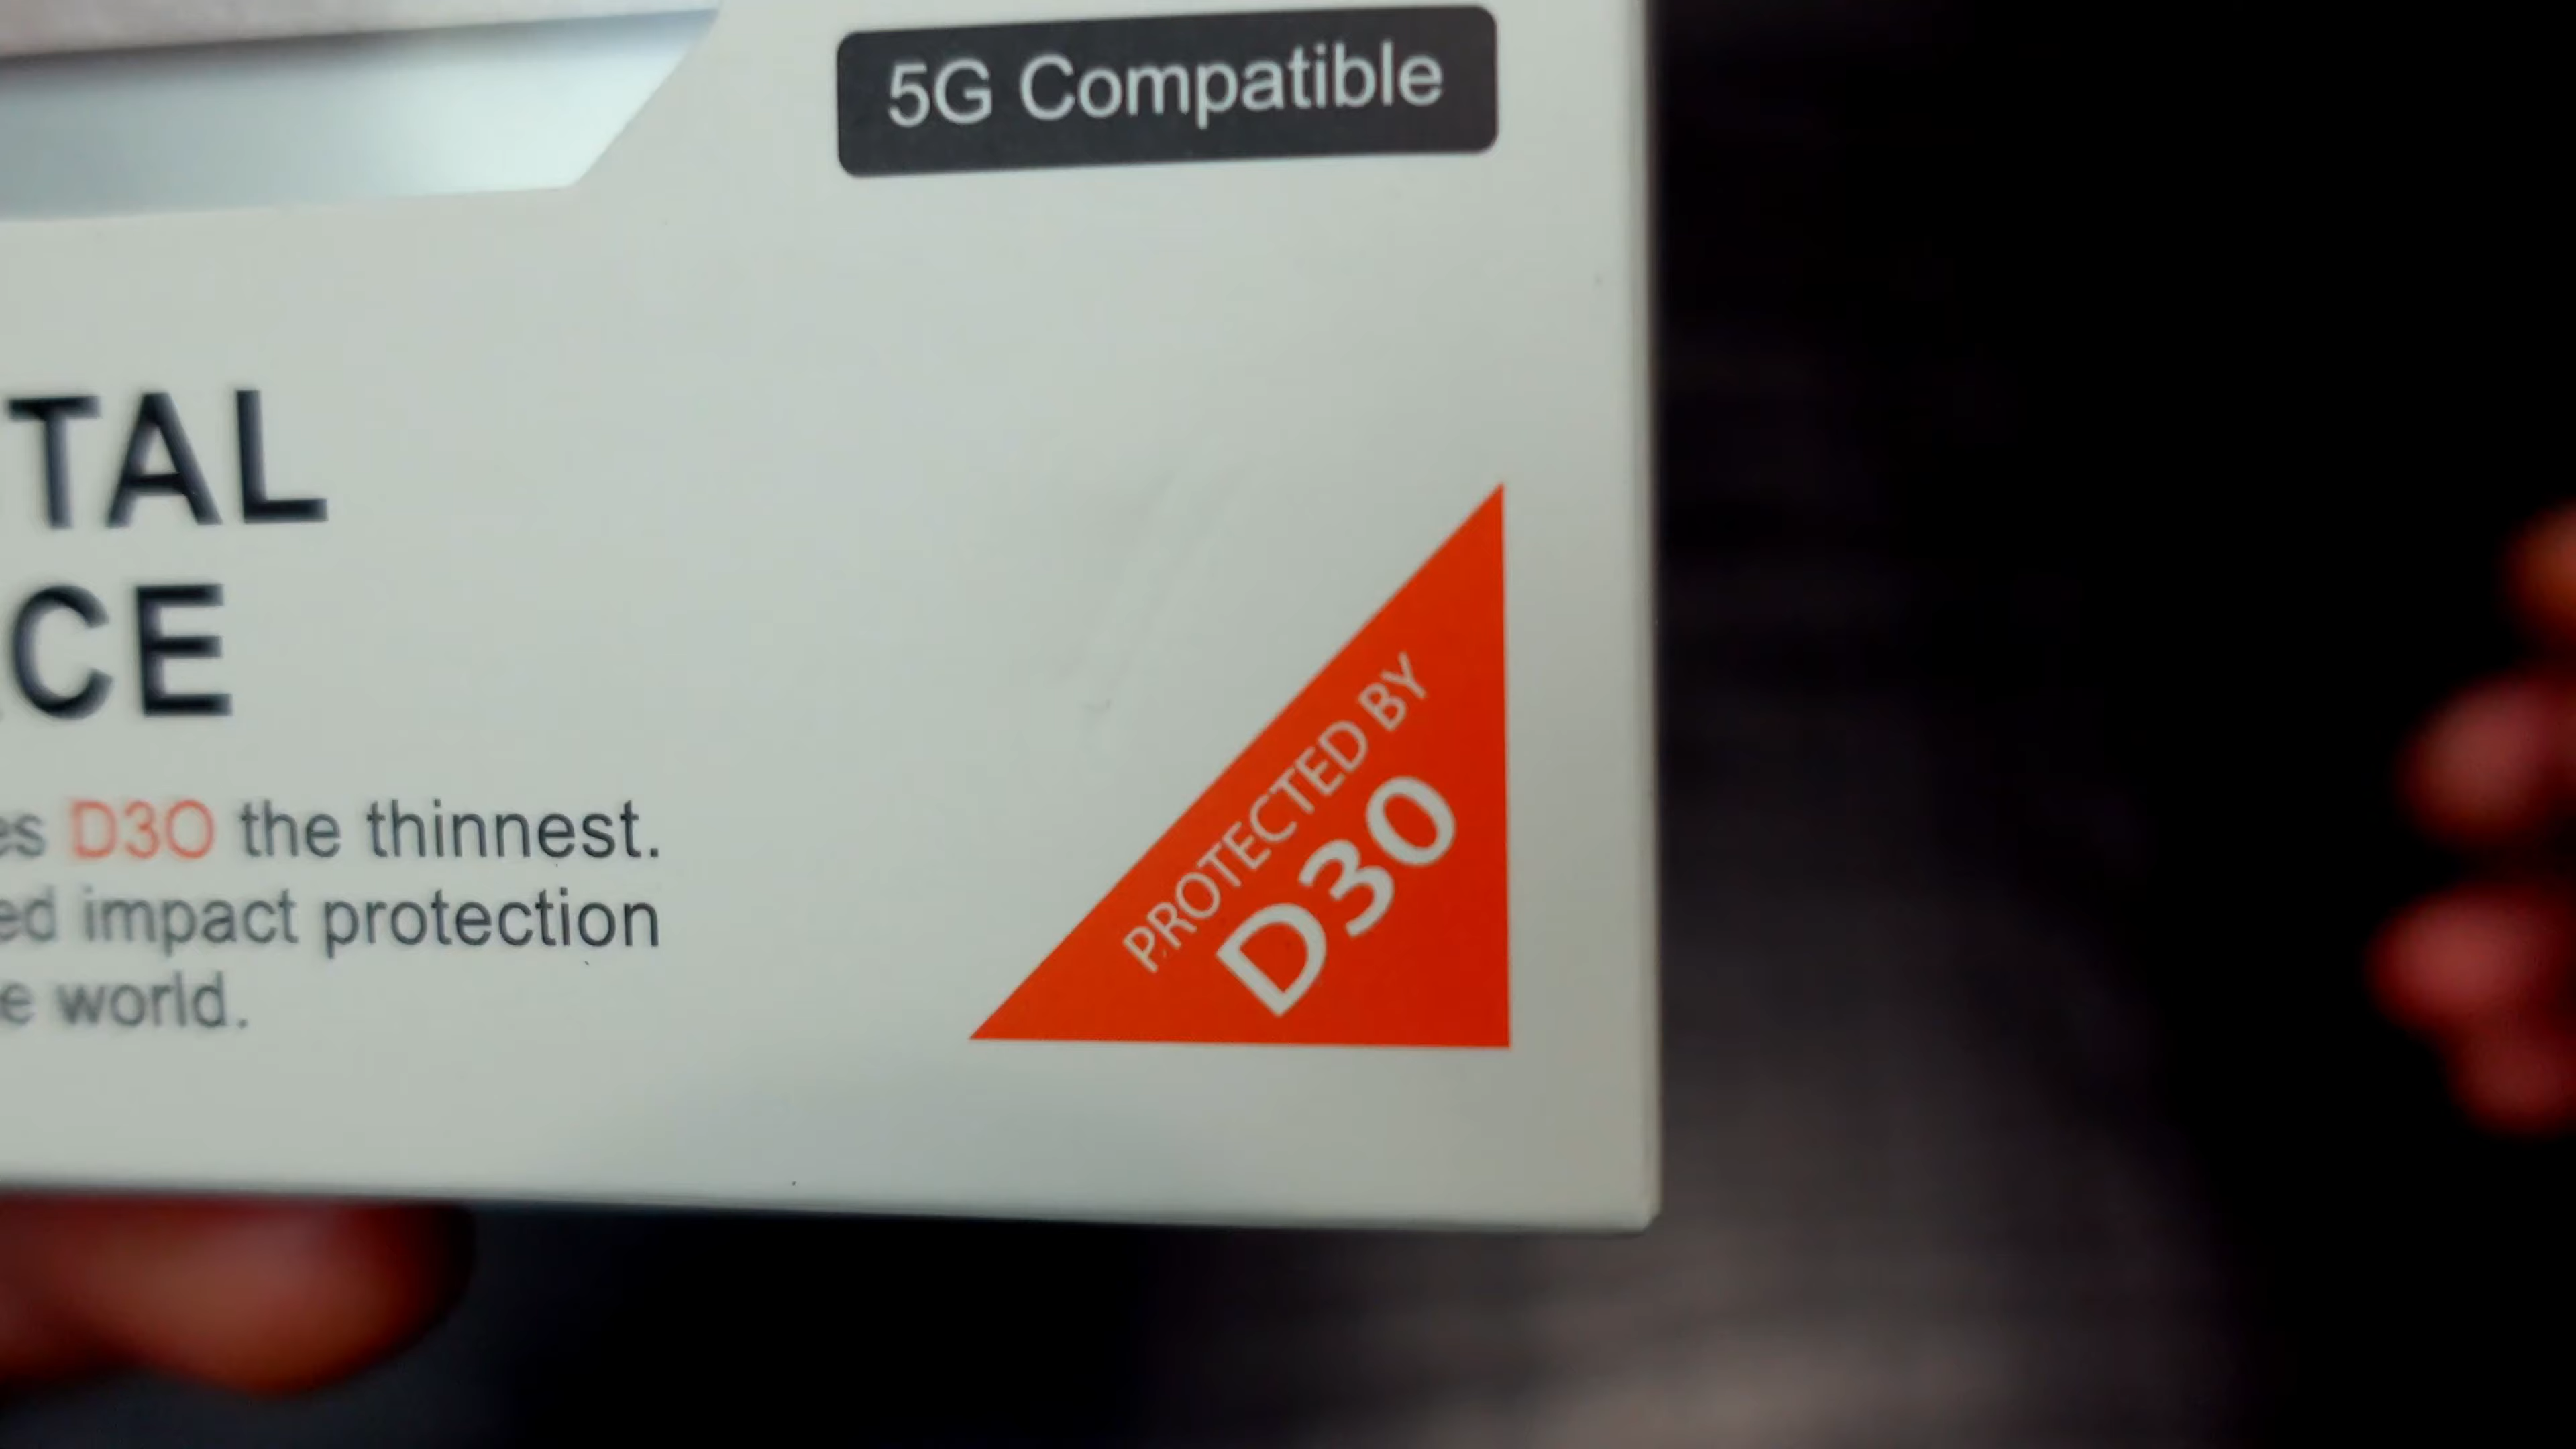 5G Compatible
TAL
CE
es D3O the thinnest.
ed impact protection
e world.
PROTECTED BY
D3O